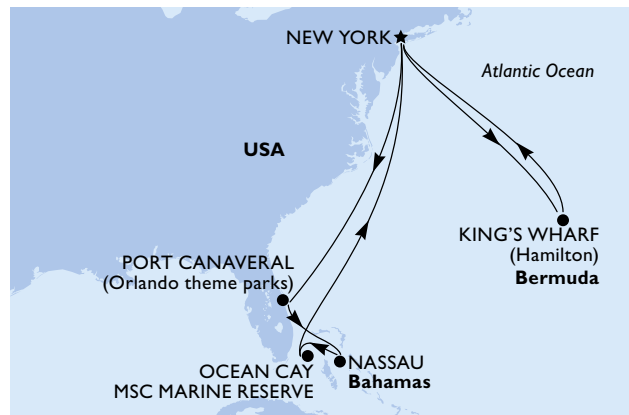 NEW YORK
Atlantic Ocean
USA
KING'S WHARF
(Hamilton)
Bermuda
PORT CANAVERAL
(Orlando theme parks)
OCEAN CAY
MSC MARINE RESERVE
NASSAU
Bahamas